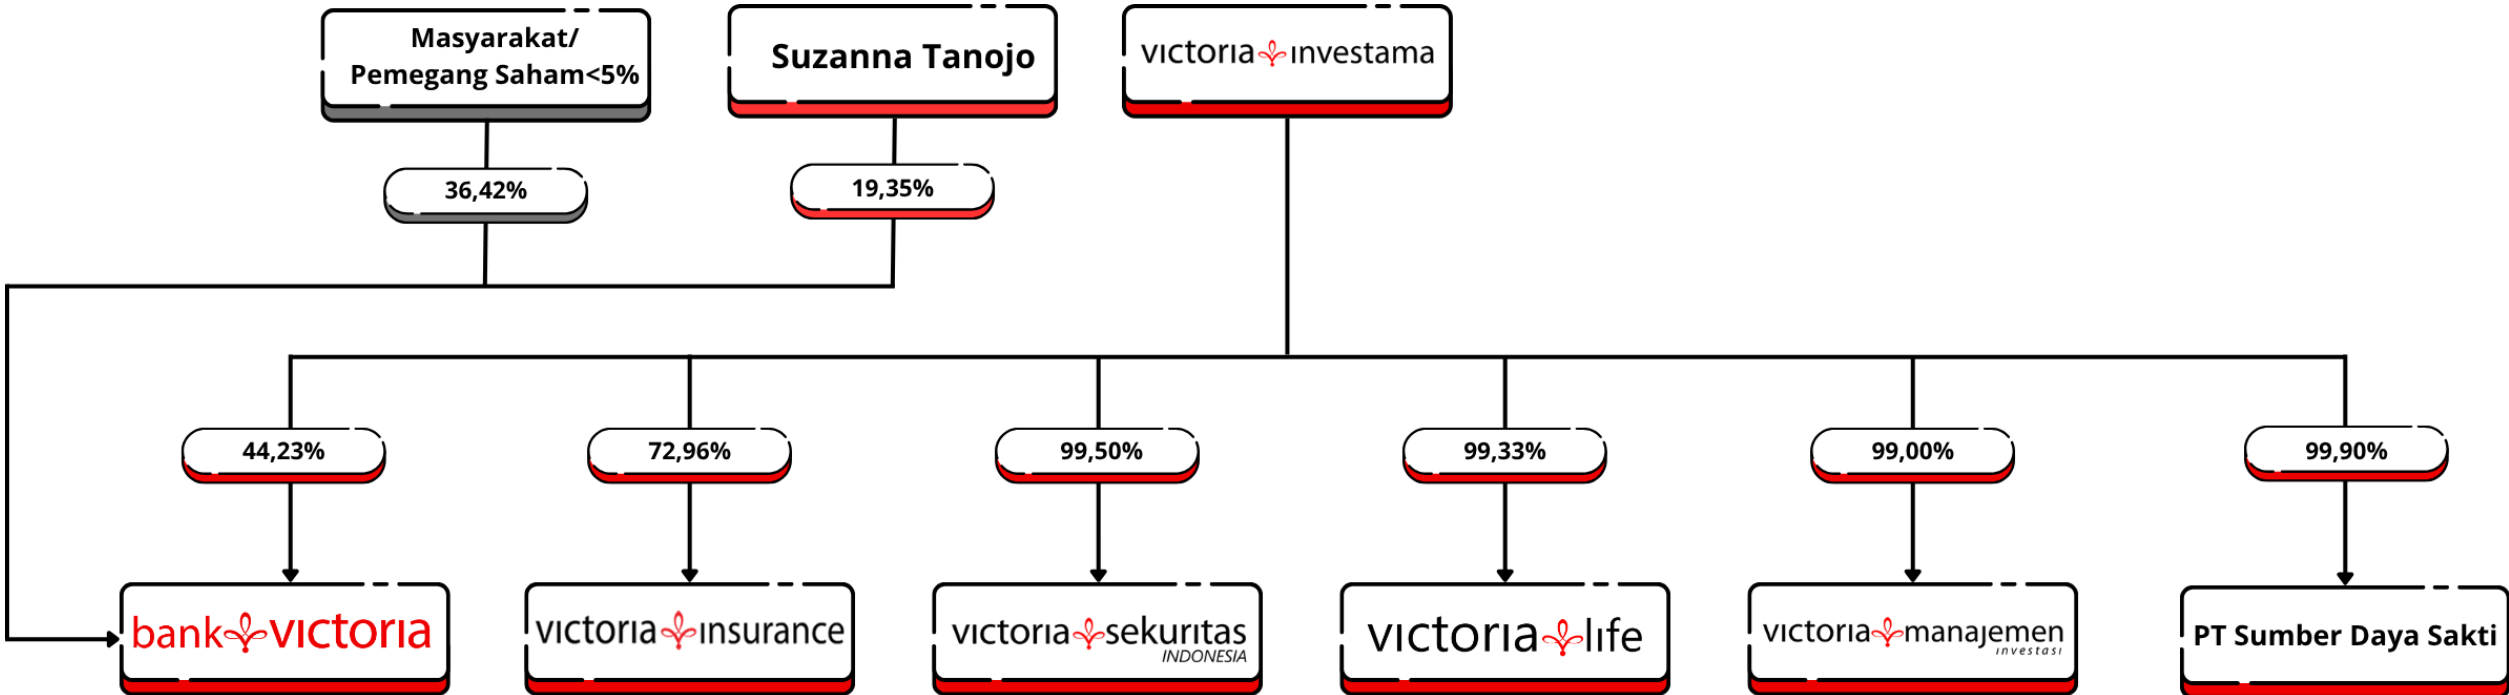 Masyarakat/
Pemegang Saham<5%
Suzanna Tanojo
victoria investama
36,42%
19,35%
44,23%
72,96%
99,50%
99,33%
99,00%
99,90%
bank victoria
victoria insurance
victoria sekuritas
INDONESIA
victoria life
victoria manajemen
investasi
PT Sumber Daya Sakti